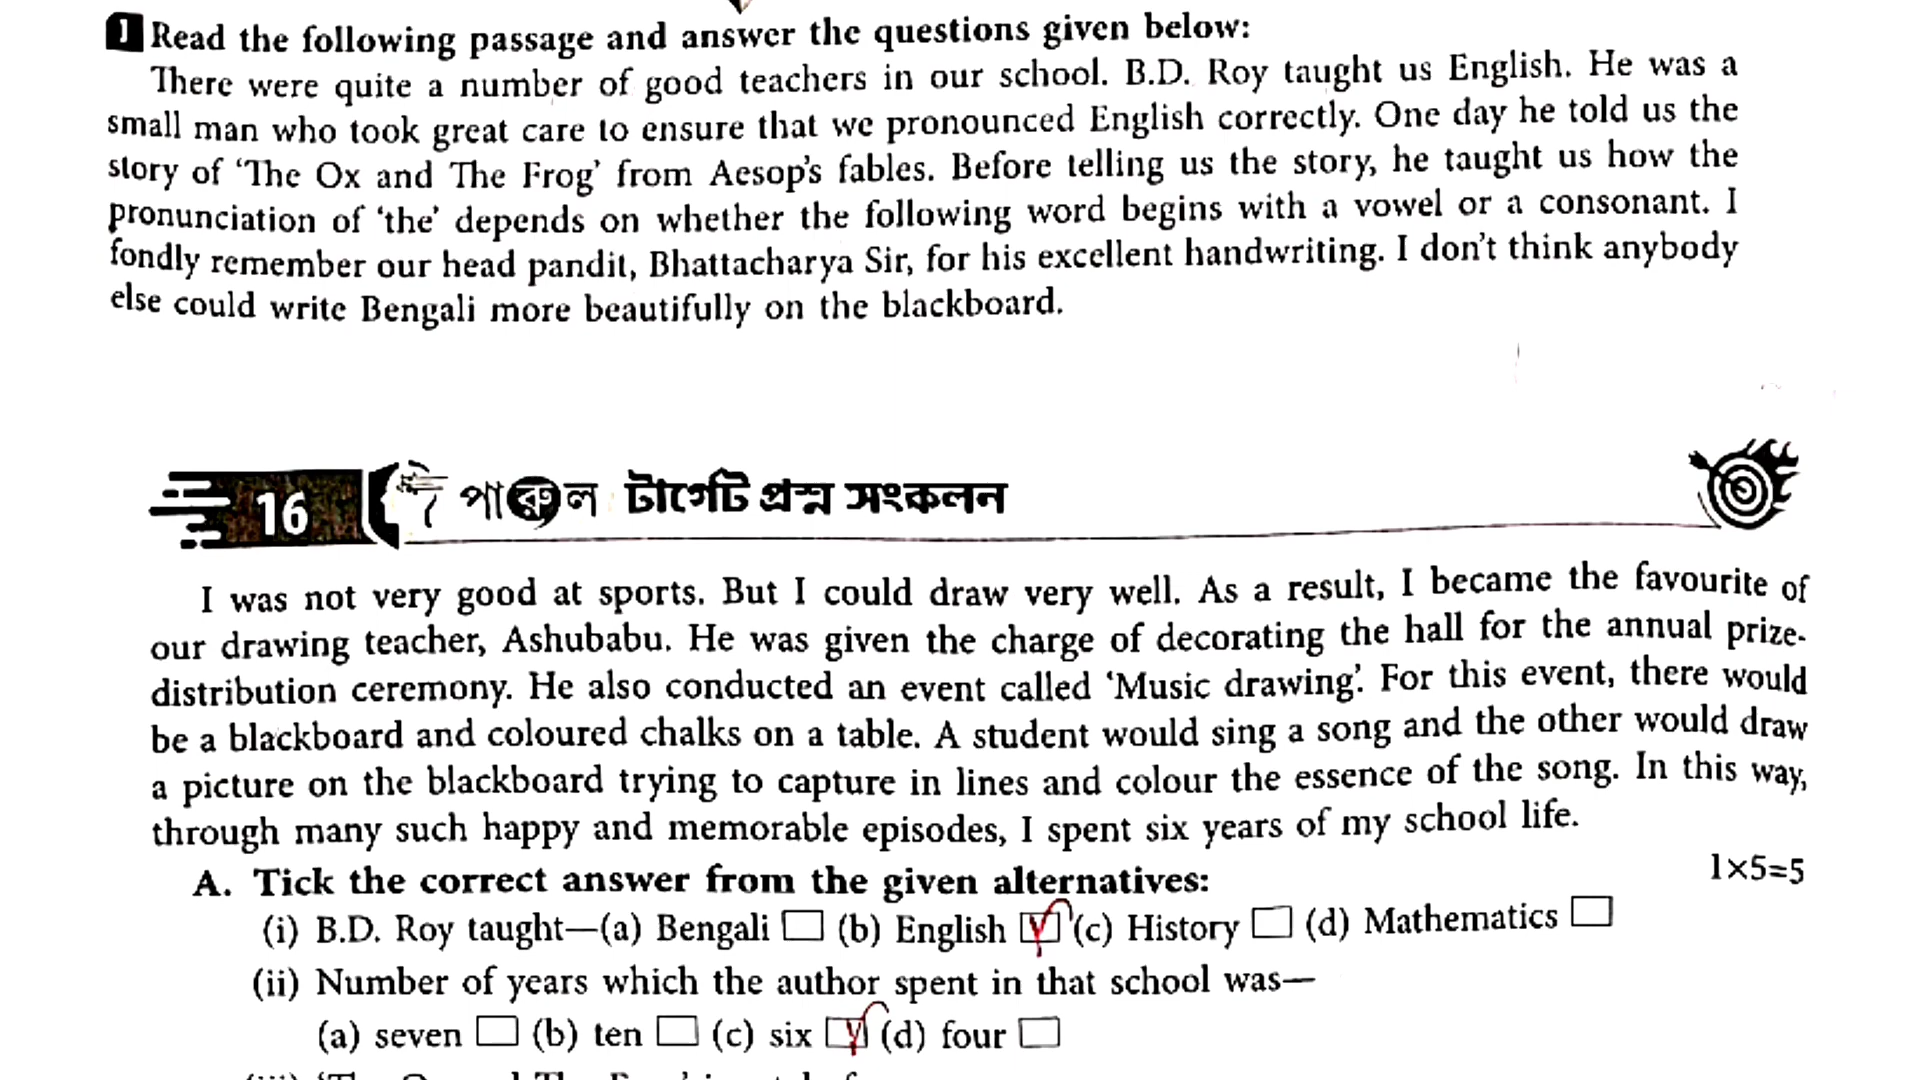 1 Read the following passage and answer the questions given below:
There were quite a number of good teachers in our school. B.D. Roy taught us English. He was a
small man who took great care to ensure that we pronounced English correctly. One day he told us the
story of ‘The Ox and The Frog’ from Aesop’s fables. Before telling us the story, he taught us how the
pronunciation of ‘the’ depends on whether the following word begins with a vowel or a consonant. I
fondly remember our head pandit, Bhattacharya Sir, for his excellent handwriting. I don’t think anybody
else could write Bengali more beautifully on the blackboard.
16 পারুল টার্গেট প্রশ্ন সংকলন
I was not very good at sports. But I could draw very well. As a result, I became the favourite of
our drawing teacher, Ashubabu. He was given the charge of decorating the hall for the annual prize-
distribution ceremony. He also conducted an event called ‘Music drawing’. For this event, there would
be a blackboard and coloured chalks on a table. A student would sing a song and the other would draw
a picture on the blackboard trying to capture in lines and colour the essence of the song. In this way,
through many such happy and memorable episodes, I spent six years of my school life.
A. Tick the correct answer from the given alternatives: 1×5=5
(i) B.D. Roy taught—(a) Bengali (b) English (c) History (d) Mathematics
(ii) Number of years which the author spent in that school was—
(a) seven (b) ten (c) six (d) four